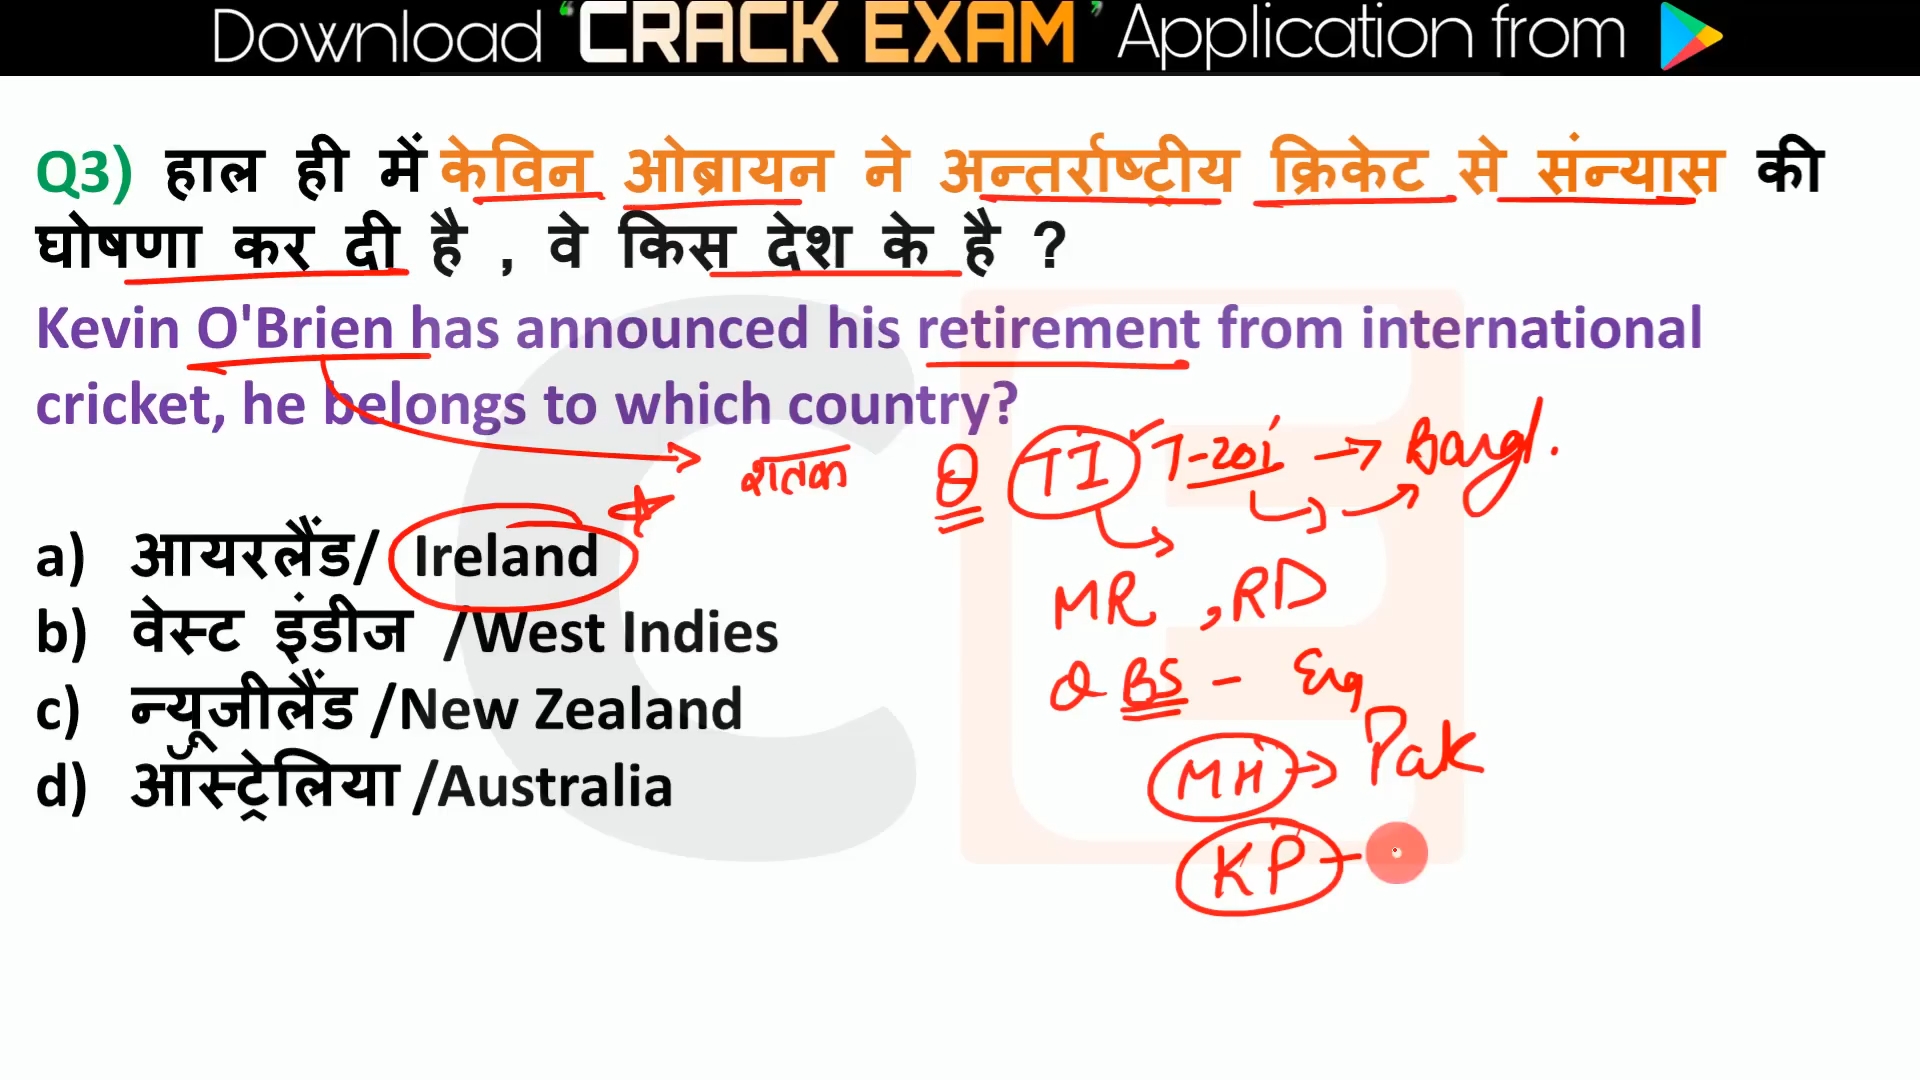 Download ‘CRACK EXAM’ Application from
Q3) हाल ही में केविन ओब्रायन ने अन्तर्राष्ट्रीय क्रिकेट से संन्यास की
घोषणा कर दी है , वे किस देश के है ?
Kevin O'Brien has announced his retirement from international
cricket, he belongs to which country?
शतक
Q TI T-20i → Bangl.
a) आयरलैंड/ Ireland
MR , RD
b) वेस्ट इंडीज /West Indies
Q BS - Eng
c) न्यूजीलैंड /New Zealand
MH → Pak
d) ऑस्ट्रेलिया /Australia
KP -